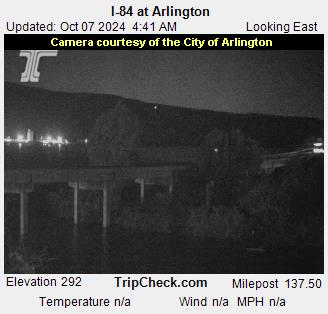 I-84 at Arlington
Updated: Oct 07 2024 4:41 AM Looking East
Camera courtesy of the City of Arlington
Elevation 292 TripCheck.com Milepost 137.50
Temperature n/a Wind n/a MPH n/a